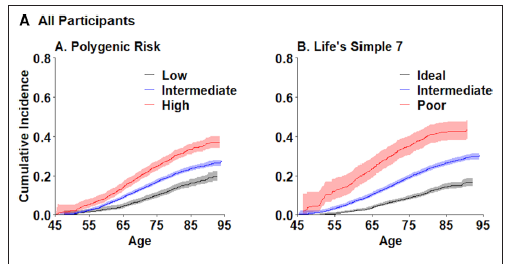 A All Participants
A. Polygenic Risk
B. Life's Simple 7
Cumulative Incidence
0.8
0.6
0.4
0.2
0.0
Low
Intermediate
High
45 55 65 75 85 95
Age
0.8
0.6
0.4
0.2
0.0
Ideal
Intermediate
Poor
45 55 65 75 85 95
Age